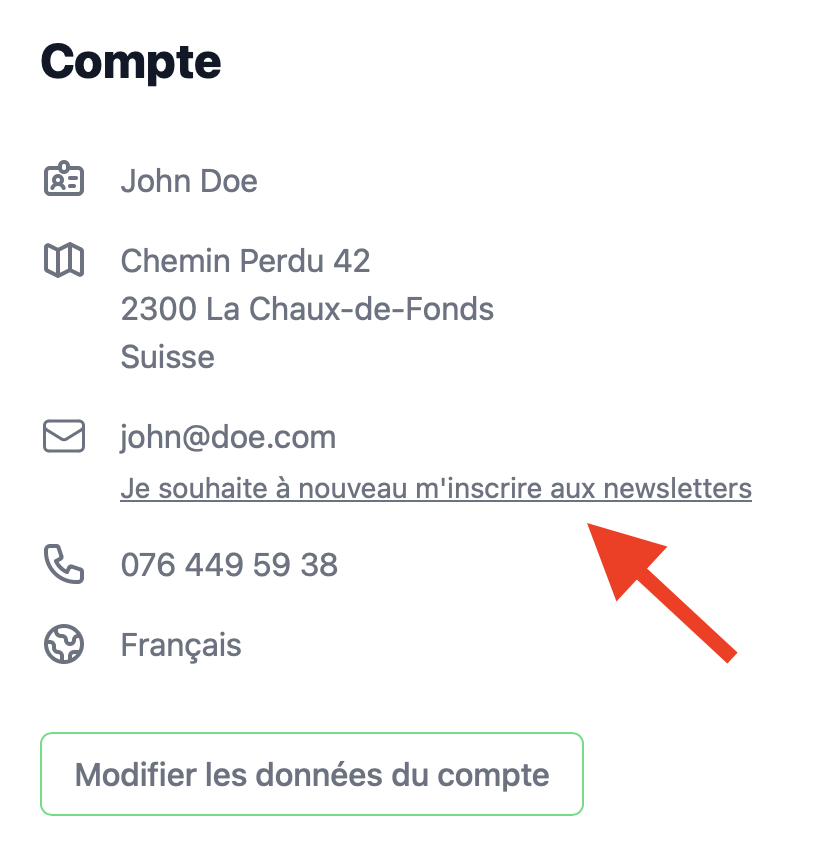 Compte
John Doe
Chemin Perdu 42
2300 La Chaux-de-Fonds
Suisse
john@doe.com
Je souhaite à nouveau m'inscrire aux newsletters
076 449 59 38
Français
Modifier les données du compte